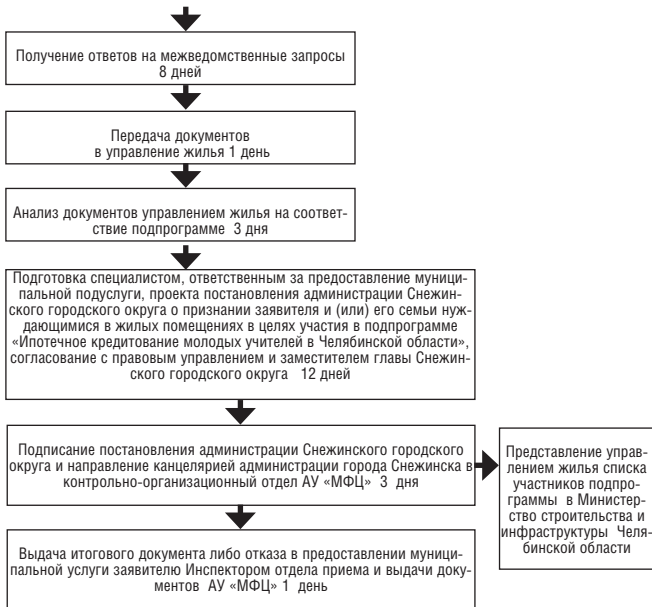 Получение ответов на межведомственные запросы
8 дней
Передача документов
в управление жилья 1 день
Анализ документов управлением жилья на соответ-
ствие подпрограмме 3 дня
Подготовка специалистом, ответственным за предоставление муници-
пальной подуслуги, проекта постановления администрации Снежин-
ского городского округа о признании заявителя и (или) его семьи нуж-
дающимися в жилых помещениях в целях участия в подпрограмме
«Ипотечное кредитование молодых учителей в Челябинской области»,
согласование с правовым управлением и заместителем главы Снежин-
ского городского округа 12 дней
Подписание постановления администрации Снежинского городского
округа и направление канцелярией администрации города Снежинска в
контрольно-организационный отдел АУ «МФЦ» 3 дня
Представление управ-
лением жилья списка
участников подпро-
граммы в Министер-
ство строительства и
инфраструктуры Челя-
бинской области
Выдача итогового документа либо отказа в предоставлении муници-
пальной услуги заявителю Инспектором отдела приема и выдачи доку-
ментов АУ «МФЦ» 1 день